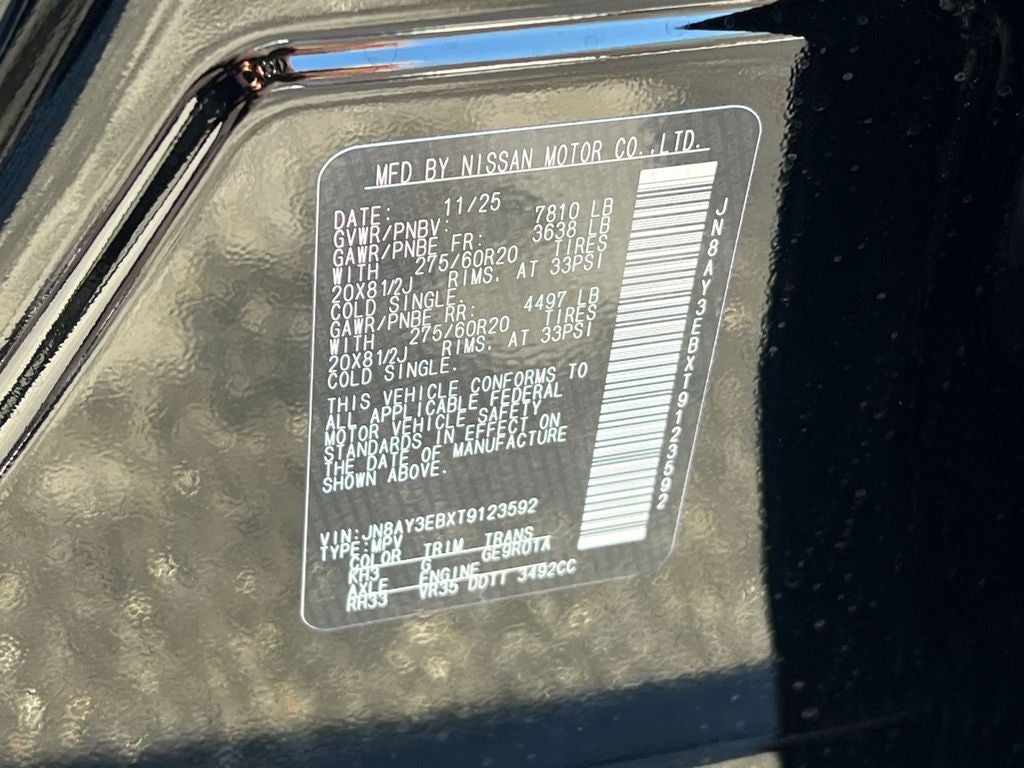 MFD BY NISSAN MOTOR CO.,LTD.
DATE: 11/25
GVWR/PNBV: 7810 LB
GAWR/PNBE FR: 3638 LB
WITH 275/60R20 TIRES
20X81/2J RIMS, AT 33PSI
COLD SINGLE.
GAWR/PNBE RR: 4497 LB
WITH 275/60R20 TIRES
20X81/2J RIMS, AT 33PSI
COLD SINGLE.
THIS VEHICLE CONFORMS TO
ALL APPLICABLE FEDERAL
MOTOR VEHICLE SAFETY
STANDARDS IN EFFECT ON
THE DATE OF MANUFACTURE
SHOWN ABOVE.
VIN:JN8AY3EBXT9123592
TYPE:MPV
COLOR TRIM TRANS
KH3 G GE9R01A
AXLE ENGINE
RH33 VR35 DDTT 3492CC
JN8AY3EBXT9123592